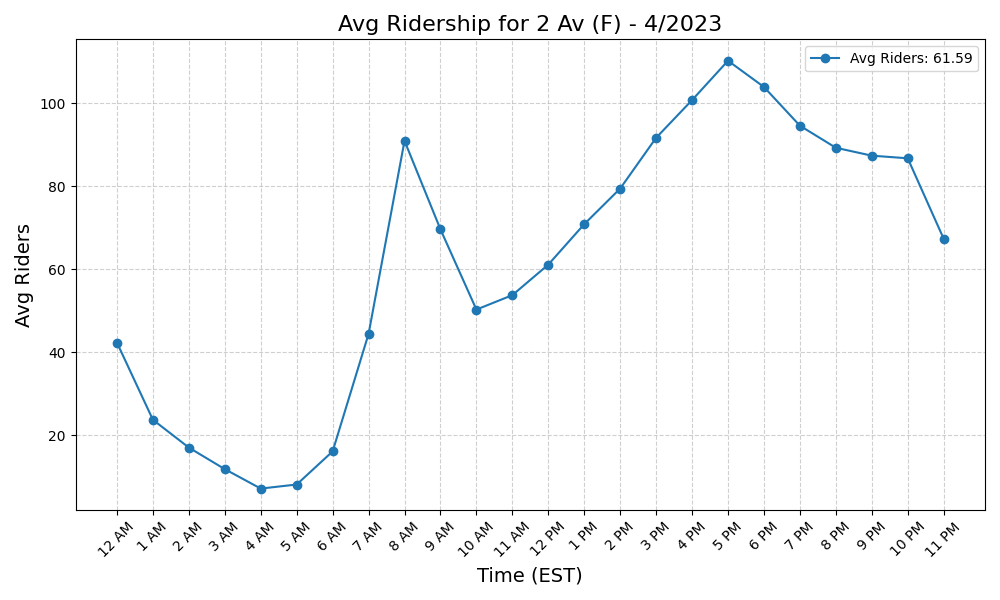 Avg Ridership for 2 Av (F) - 4/2023
Avg Riders: 61.59
Avg Riders
100
80
60
40
20
12 AM
1 AM
2 AM
3 AM
4 AM
5 AM
6 AM
7 AM
8 AM
9 AM
10 AM
11 AM
12 PM
1 PM
2 PM
3 PM
4 PM
5 PM
6 PM
7 PM
8 PM
9 PM
10 PM
11 PM
Time (EST)